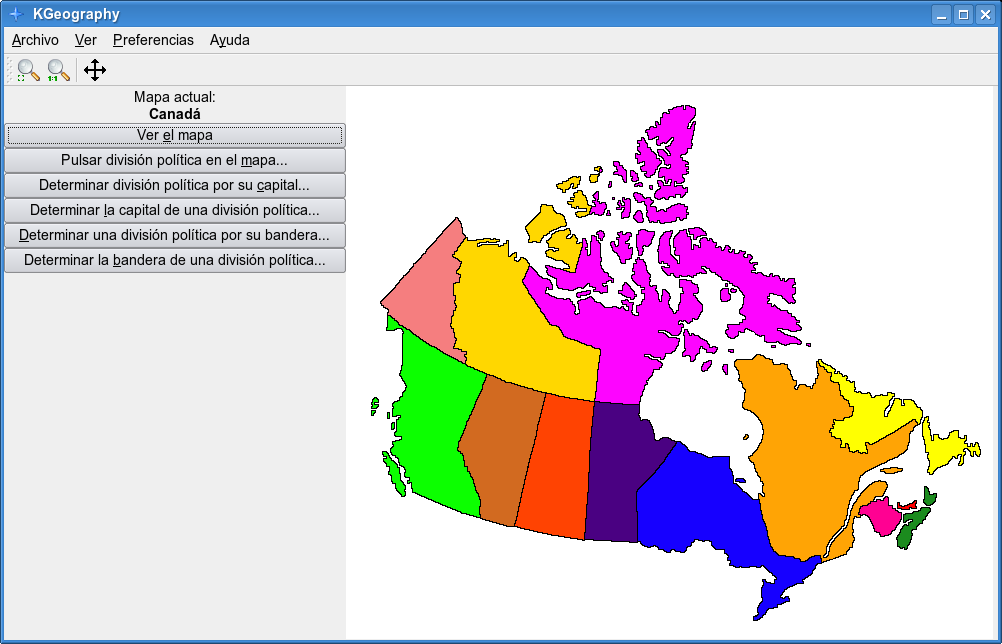 KGeography
Archivo Ver Preferencias Ayuda
1:1
Mapa actual:
Canadá
Ver el mapa
Pulsar división política en el mapa...
Determinar división política por su capital...
Determinar la capital de una división política...
Determinar una división política por su bandera...
Determinar la bandera de una división política...